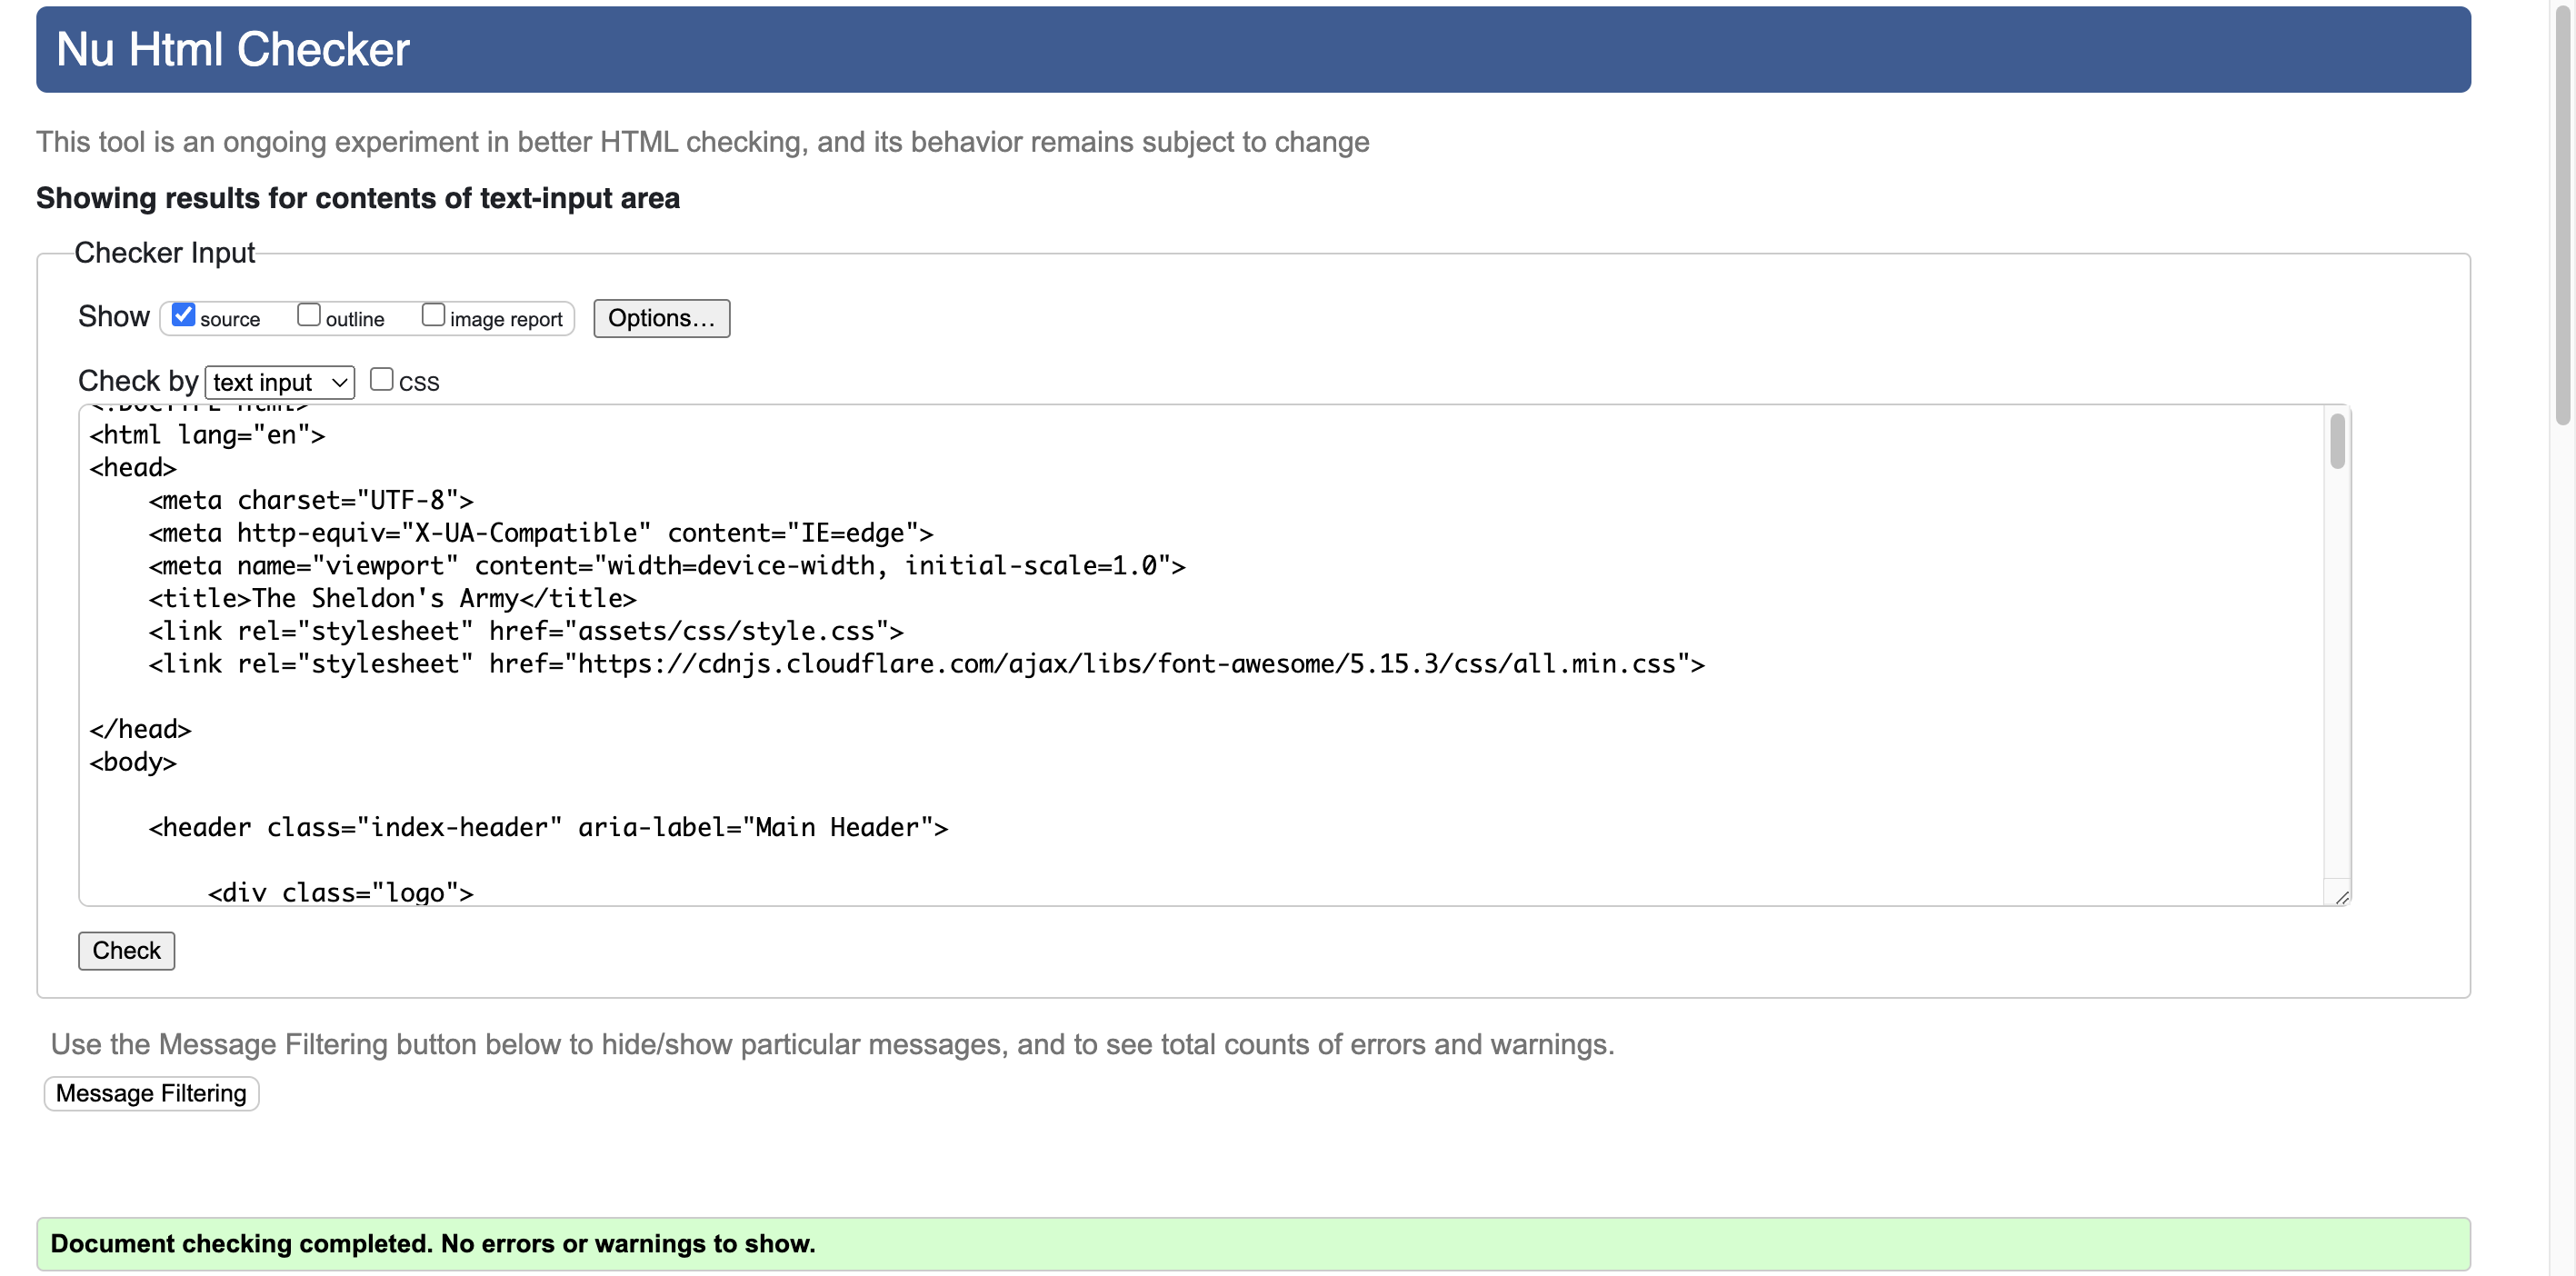 Nu Html Checker
This tool is an ongoing experiment in better HTML checking, and its behavior remains subject to change
Showing results for contents of text-input area
Checker Input
Show source outline image report Options...
Check by text input CSS
<!DOCTYPE html>
<html lang="en">
<head>
    <meta charset="UTF-8">
    <meta http-equiv="X-UA-Compatible" content="IE=edge">
    <meta name="viewport" content="width=device-width, initial-scale=1.0">
    <title>The Sheldon's Army</title>
    <link rel="stylesheet" href="assets/css/style.css">
    <link rel="stylesheet" href="https://cdnjs.cloudflare.com/ajax/libs/font-awesome/5.15.3/css/all.min.css">
</head>
<body>
    <header class="index-header" aria-label="Main Header">
        <div class="logo">
Check
Use the Message Filtering button below to hide/show particular messages, and to see total counts of errors and warnings.
Message Filtering
Document checking completed. No errors or warnings to show.